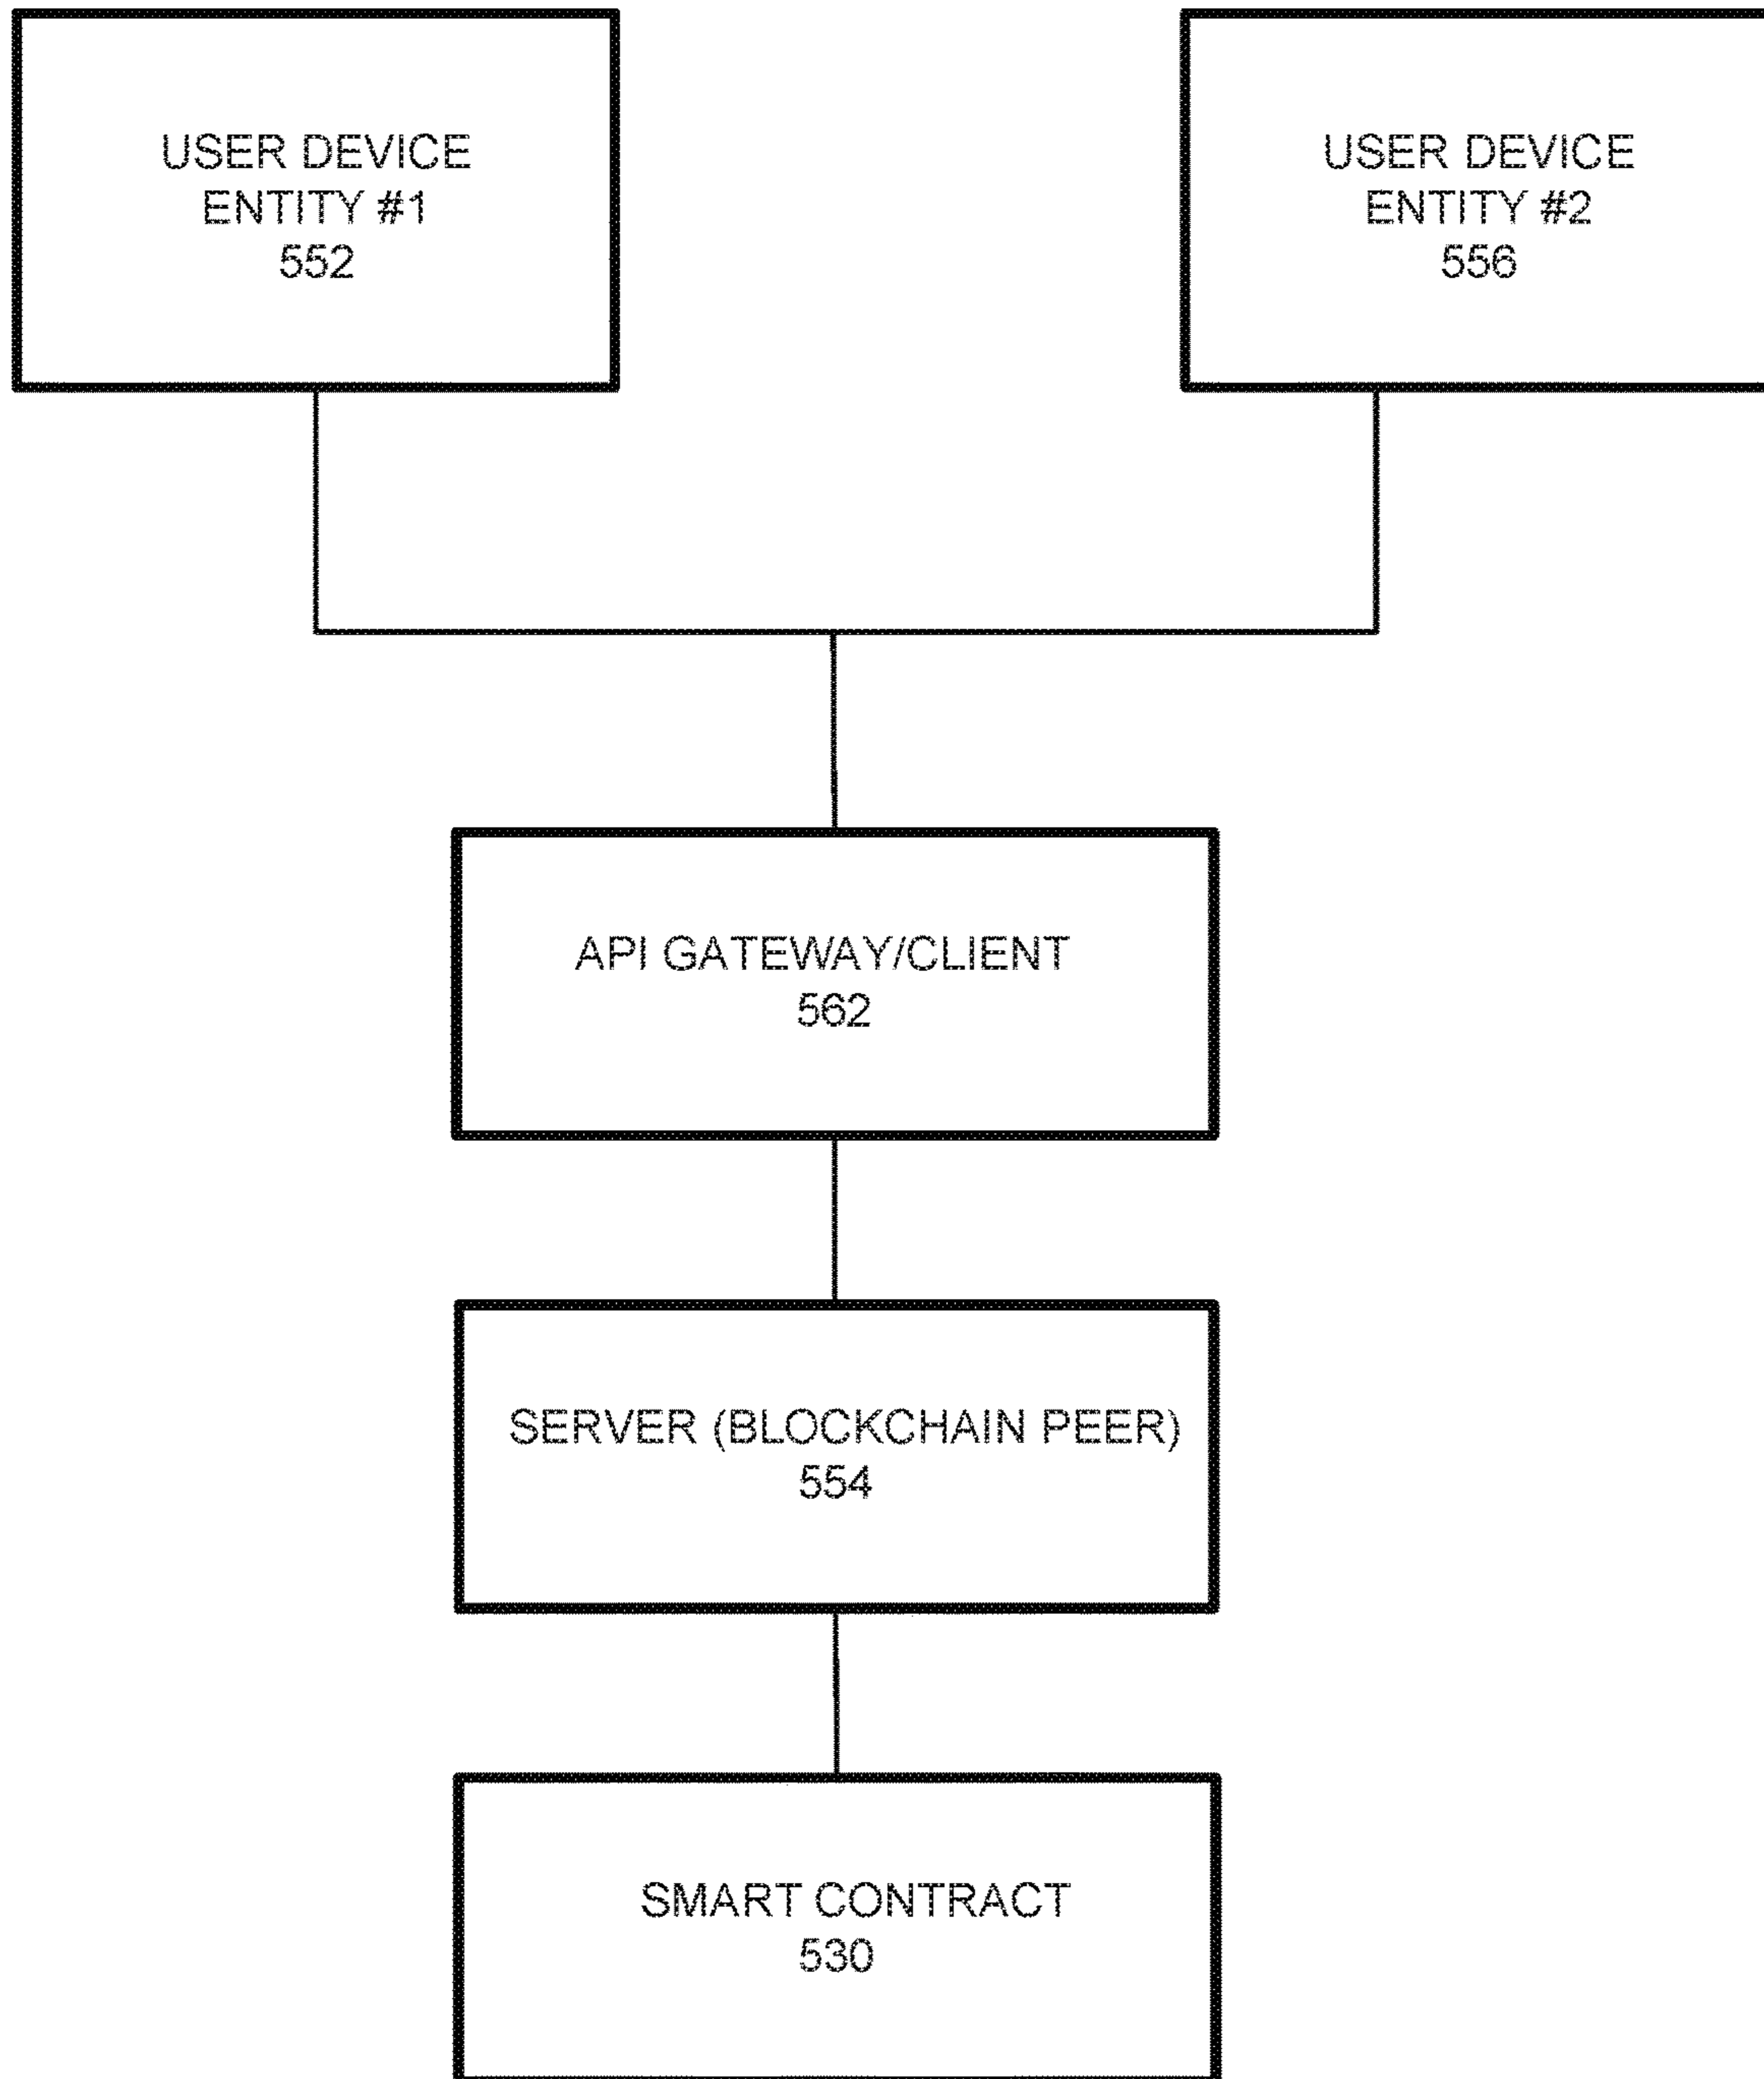 USER DEVICE
ENTITY #1
552
USER DEVICE
ENTITY #2
556
API GATEWAY/CLIENT
562
SERVER (BLOCKCHAIN PEER)
554
SMART CONTRACT
530